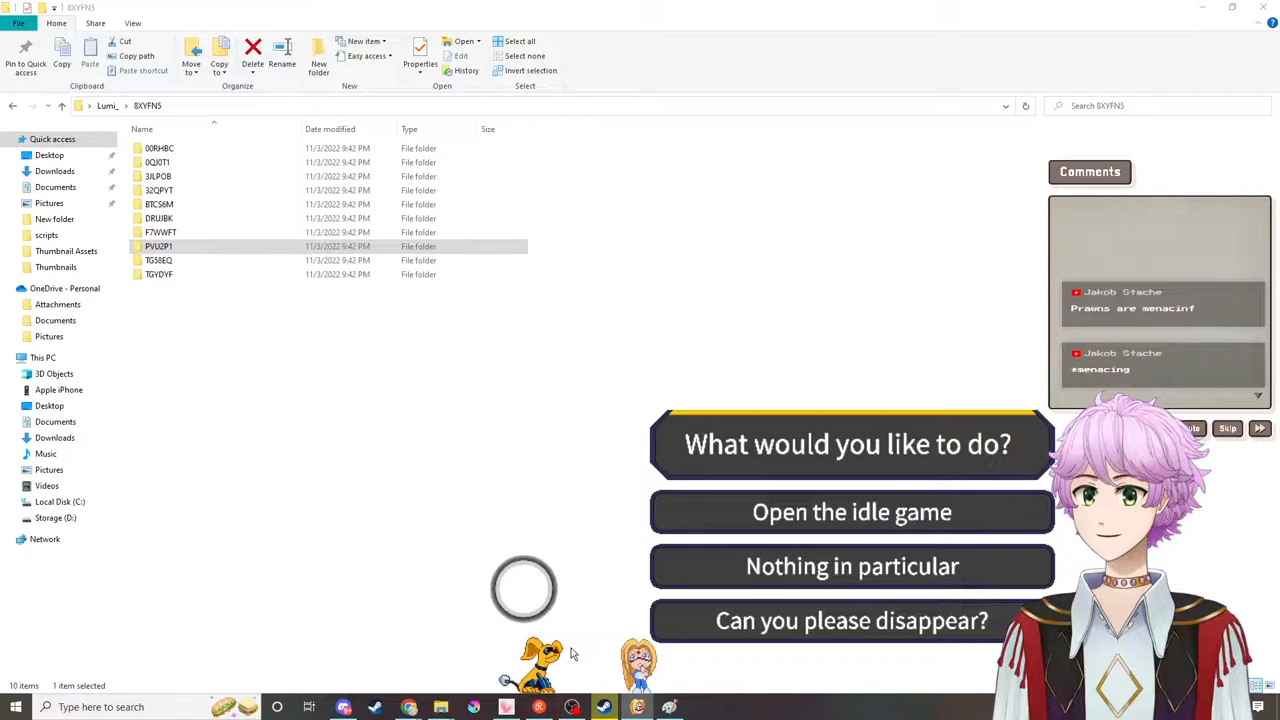 8XYFN5
File
Home
Share
View
Pin to Quick
access
Copy
Paste
Cut
Copy path
Paste shortcut
Move
to
Copy
to
Delete
Rename
New
folder
New item
Easy access
Properties
Open
Edit
History
Select all
Select none
Invert selection
Clipboard
Organize
New
Open
Select
Lumi_
8XYFN5
Search 8XYFN5
Name
Date modified
Type
Size
Quick access
Desktop
Downloads
Documents
Pictures
New folder
scripts
Thumbnail Assets
Thumbnails
OneDrive - Personal
Attachments
Documents
Pictures
This PC
3D Objects
Apple iPhone
Desktop
Documents
Downloads
Music
Pictures
Videos
Local Disk (C:)
Storage (D:)
Network
00RHBC 11/3/2022 9:42 PM File folder
0QJ0T1 11/3/2022 9:42 PM File folder
3JLPOB 11/3/2022 9:42 PM File folder
32QPYT 11/3/2022 9:42 PM File folder
BTCS6M 11/3/2022 9:42 PM File folder
DRUJBK 11/3/2022 9:42 PM File folder
F7WWFT 11/3/2022 9:42 PM File folder
PVU2P1 11/3/2022 9:42 PM File folder
TG58EQ 11/3/2022 9:42 PM File folder
TGYDYF 11/3/2022 9:42 PM File folder
Comments
Jakob Stache
Prawns are menacinf
Jakob Stache
*menacing
Skip
What would you like to do?
Open the idle game
Nothing in particular
Can you please disappear?
10 items
1 item selected
Type here to search